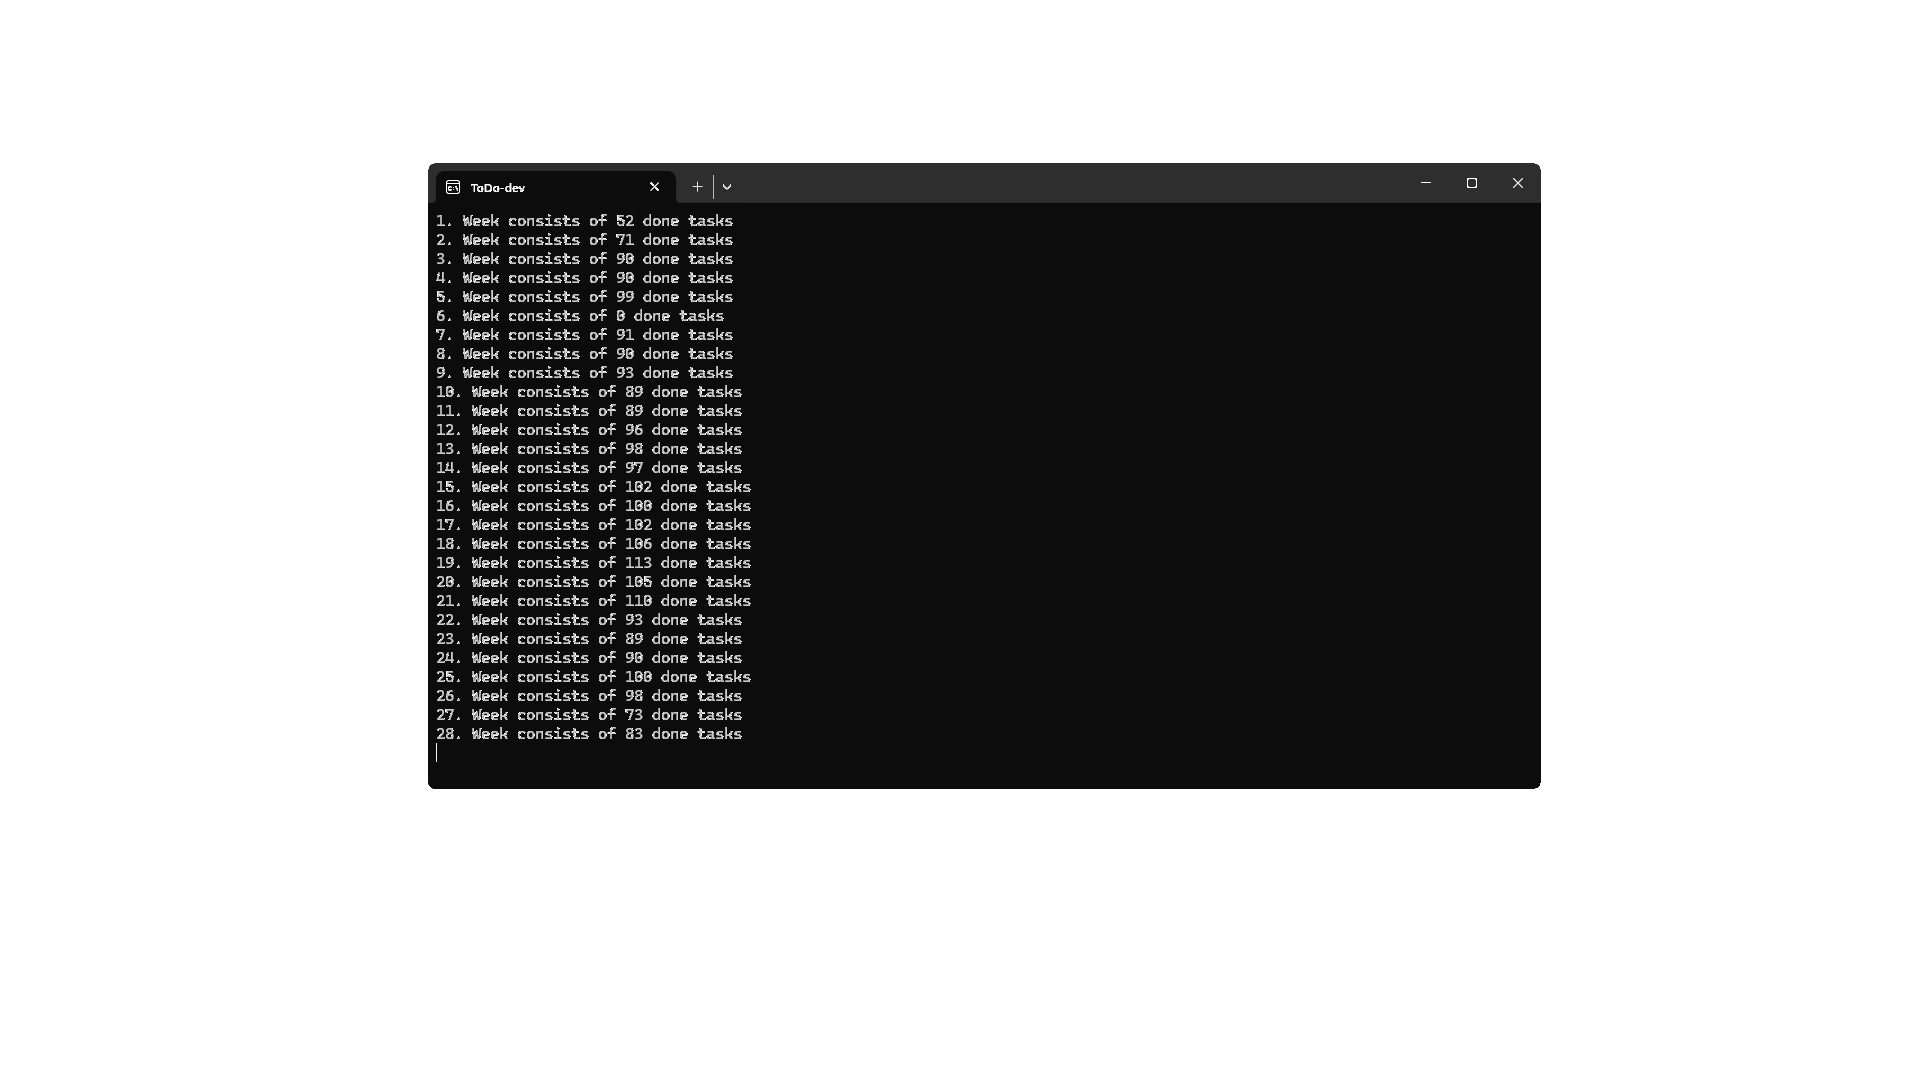 ToDo-dev
1. Week consists of 52 done tasks
2. Week consists of 71 done tasks
3. Week consists of 90 done tasks
4. Week consists of 90 done tasks
5. Week consists of 99 done tasks
6. Week consists of 0 done tasks
7. Week consists of 91 done tasks
8. Week consists of 90 done tasks
9. Week consists of 93 done tasks
10. Week consists of 89 done tasks
11. Week consists of 89 done tasks
12. Week consists of 96 done tasks
13. Week consists of 98 done tasks
14. Week consists of 97 done tasks
15. Week consists of 102 done tasks
16. Week consists of 100 done tasks
17. Week consists of 102 done tasks
18. Week consists of 106 done tasks
19. Week consists of 113 done tasks
20. Week consists of 105 done tasks
21. Week consists of 110 done tasks
22. Week consists of 93 done tasks
23. Week consists of 89 done tasks
24. Week consists of 90 done tasks
25. Week consists of 100 done tasks
26. Week consists of 98 done tasks
27. Week consists of 73 done tasks
28. Week consists of 83 done tasks